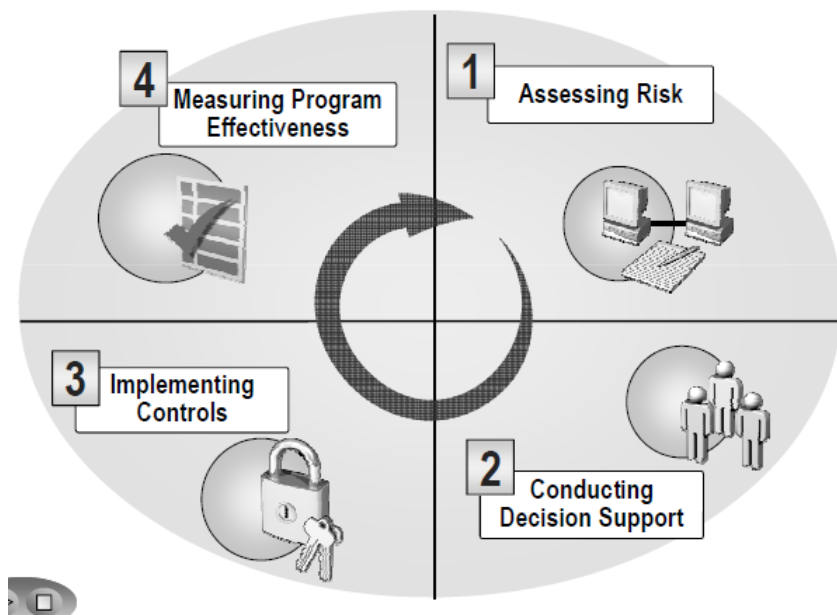 4
Measuring Program
Effectiveness
1
Assessing Risk
3
Implementing
Controls
2
Conducting
Decision Support